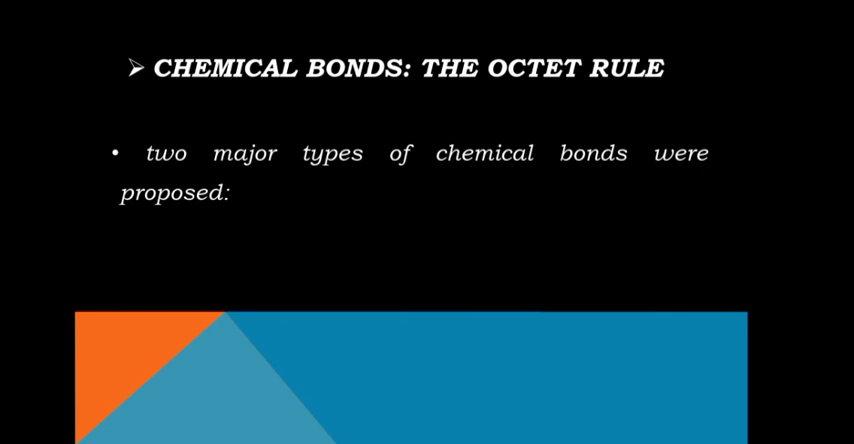 ➢ CHEMICAL BONDS: THE OCTET RULE
• two major types of chemical bonds were
proposed: